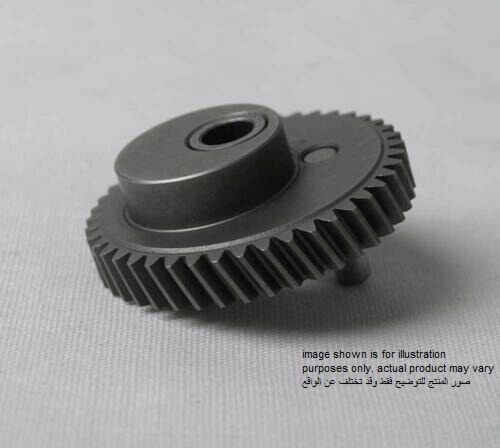 image shown is for illustration
purposes only. actual product may vary
صور المنتج للتوضيح فقط وقد تختلف عن الواقع